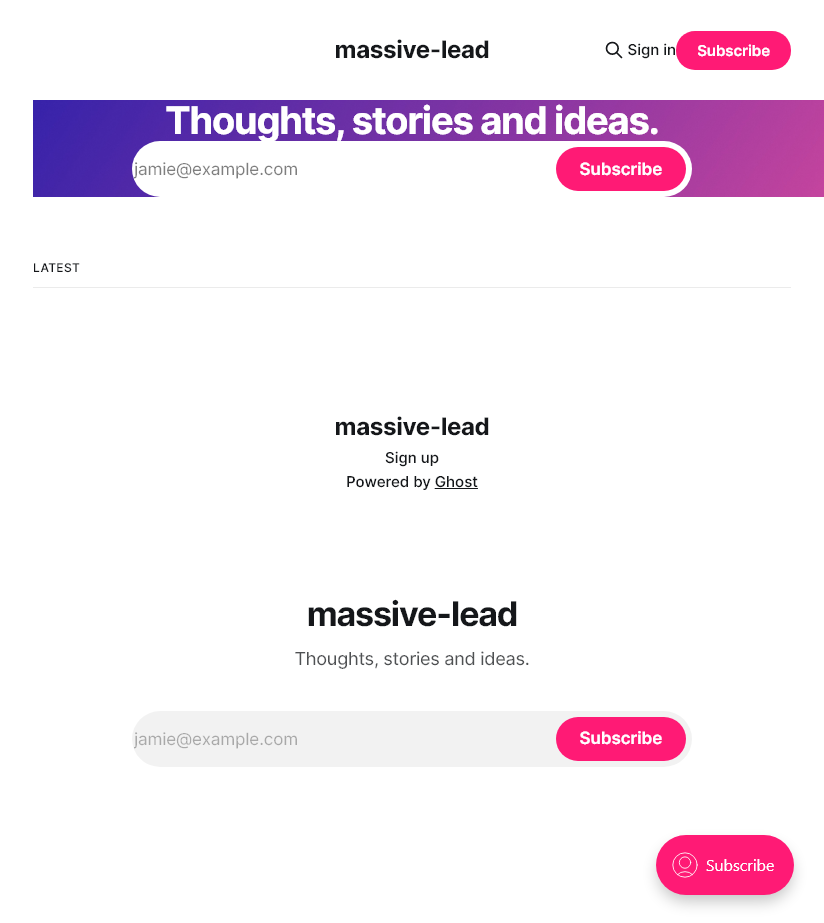 massive-lead
Sign in
Subscribe
Thoughts, stories and ideas.
jamie@example.com
Subscribe
LATEST
massive-lead
Sign up
Powered by Ghost
massive-lead
Thoughts, stories and ideas.
jamie@example.com
Subscribe
Subscribe